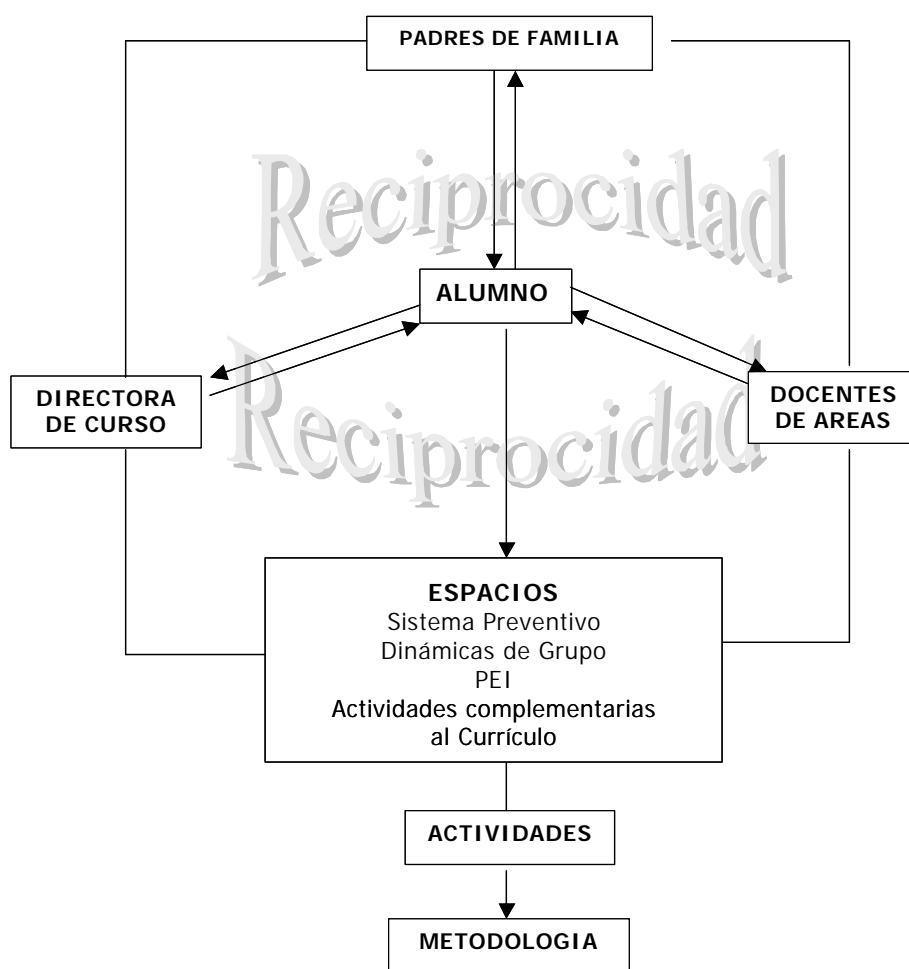 PADRES DE FAMILIA
Reciprocidad
ALUMNO
DIRECTORA
DE CURSO
DOCENTES
DE AREAS
Reciprocidad
ESPACIOS
Sistema Preventivo
Dinámicas de Grupo
PEI
Actividades complementarias
al Currículo
ACTIVIDADES
METODOLOGIA